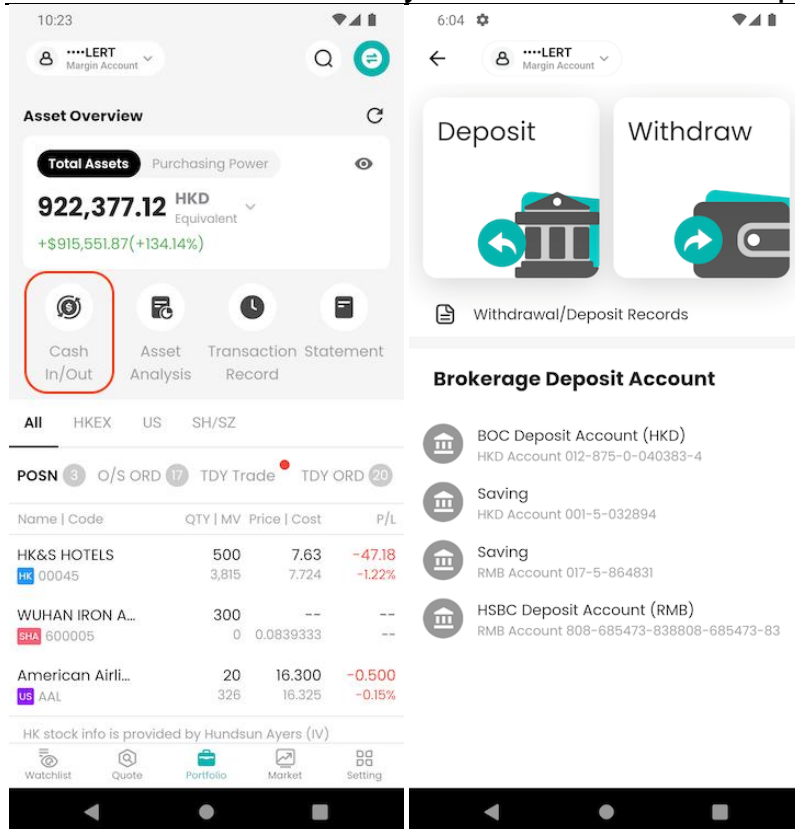 10:23
••••LERT
Margin Account
Asset Overview
Total Assets Purchasing Power
922,377.12 HKD
Equivalent
+$915,551.87(+134.14%)
Cash In/Out
Asset Analysis
Transaction Record
Statement
All HKEX US SH/SZ
POSN 3 O/S ORD 17 TDY Trade TDY ORD 20
Name | Code QTY | MV Price | Cost P/L
HK&S HOTELS 500 7.63 -47.18
HK 00045 3,815 7.724 -1.22%
WUHAN IRON A... 300 -- --
SHA 600005 0 0.0839333 --
American Airli... 20 16.300 -0.500
US AAL 326 16.325 -0.15%
HK stock info is provided by Hundsun Ayers (IV)
Watchlist Quote Portfolio Market Setting
6:04
••••LERT
Margin Account
Deposit Withdraw
Withdrawal/Deposit Records
Brokerage Deposit Account
BOC Deposit Account (HKD)
HKD Account 012-875-0-040383-4
Saving
HKD Account 001-5-032894
Saving
RMB Account 017-5-864831
HSBC Deposit Account (RMB)
RMB Account 808-685473-838808-685473-83